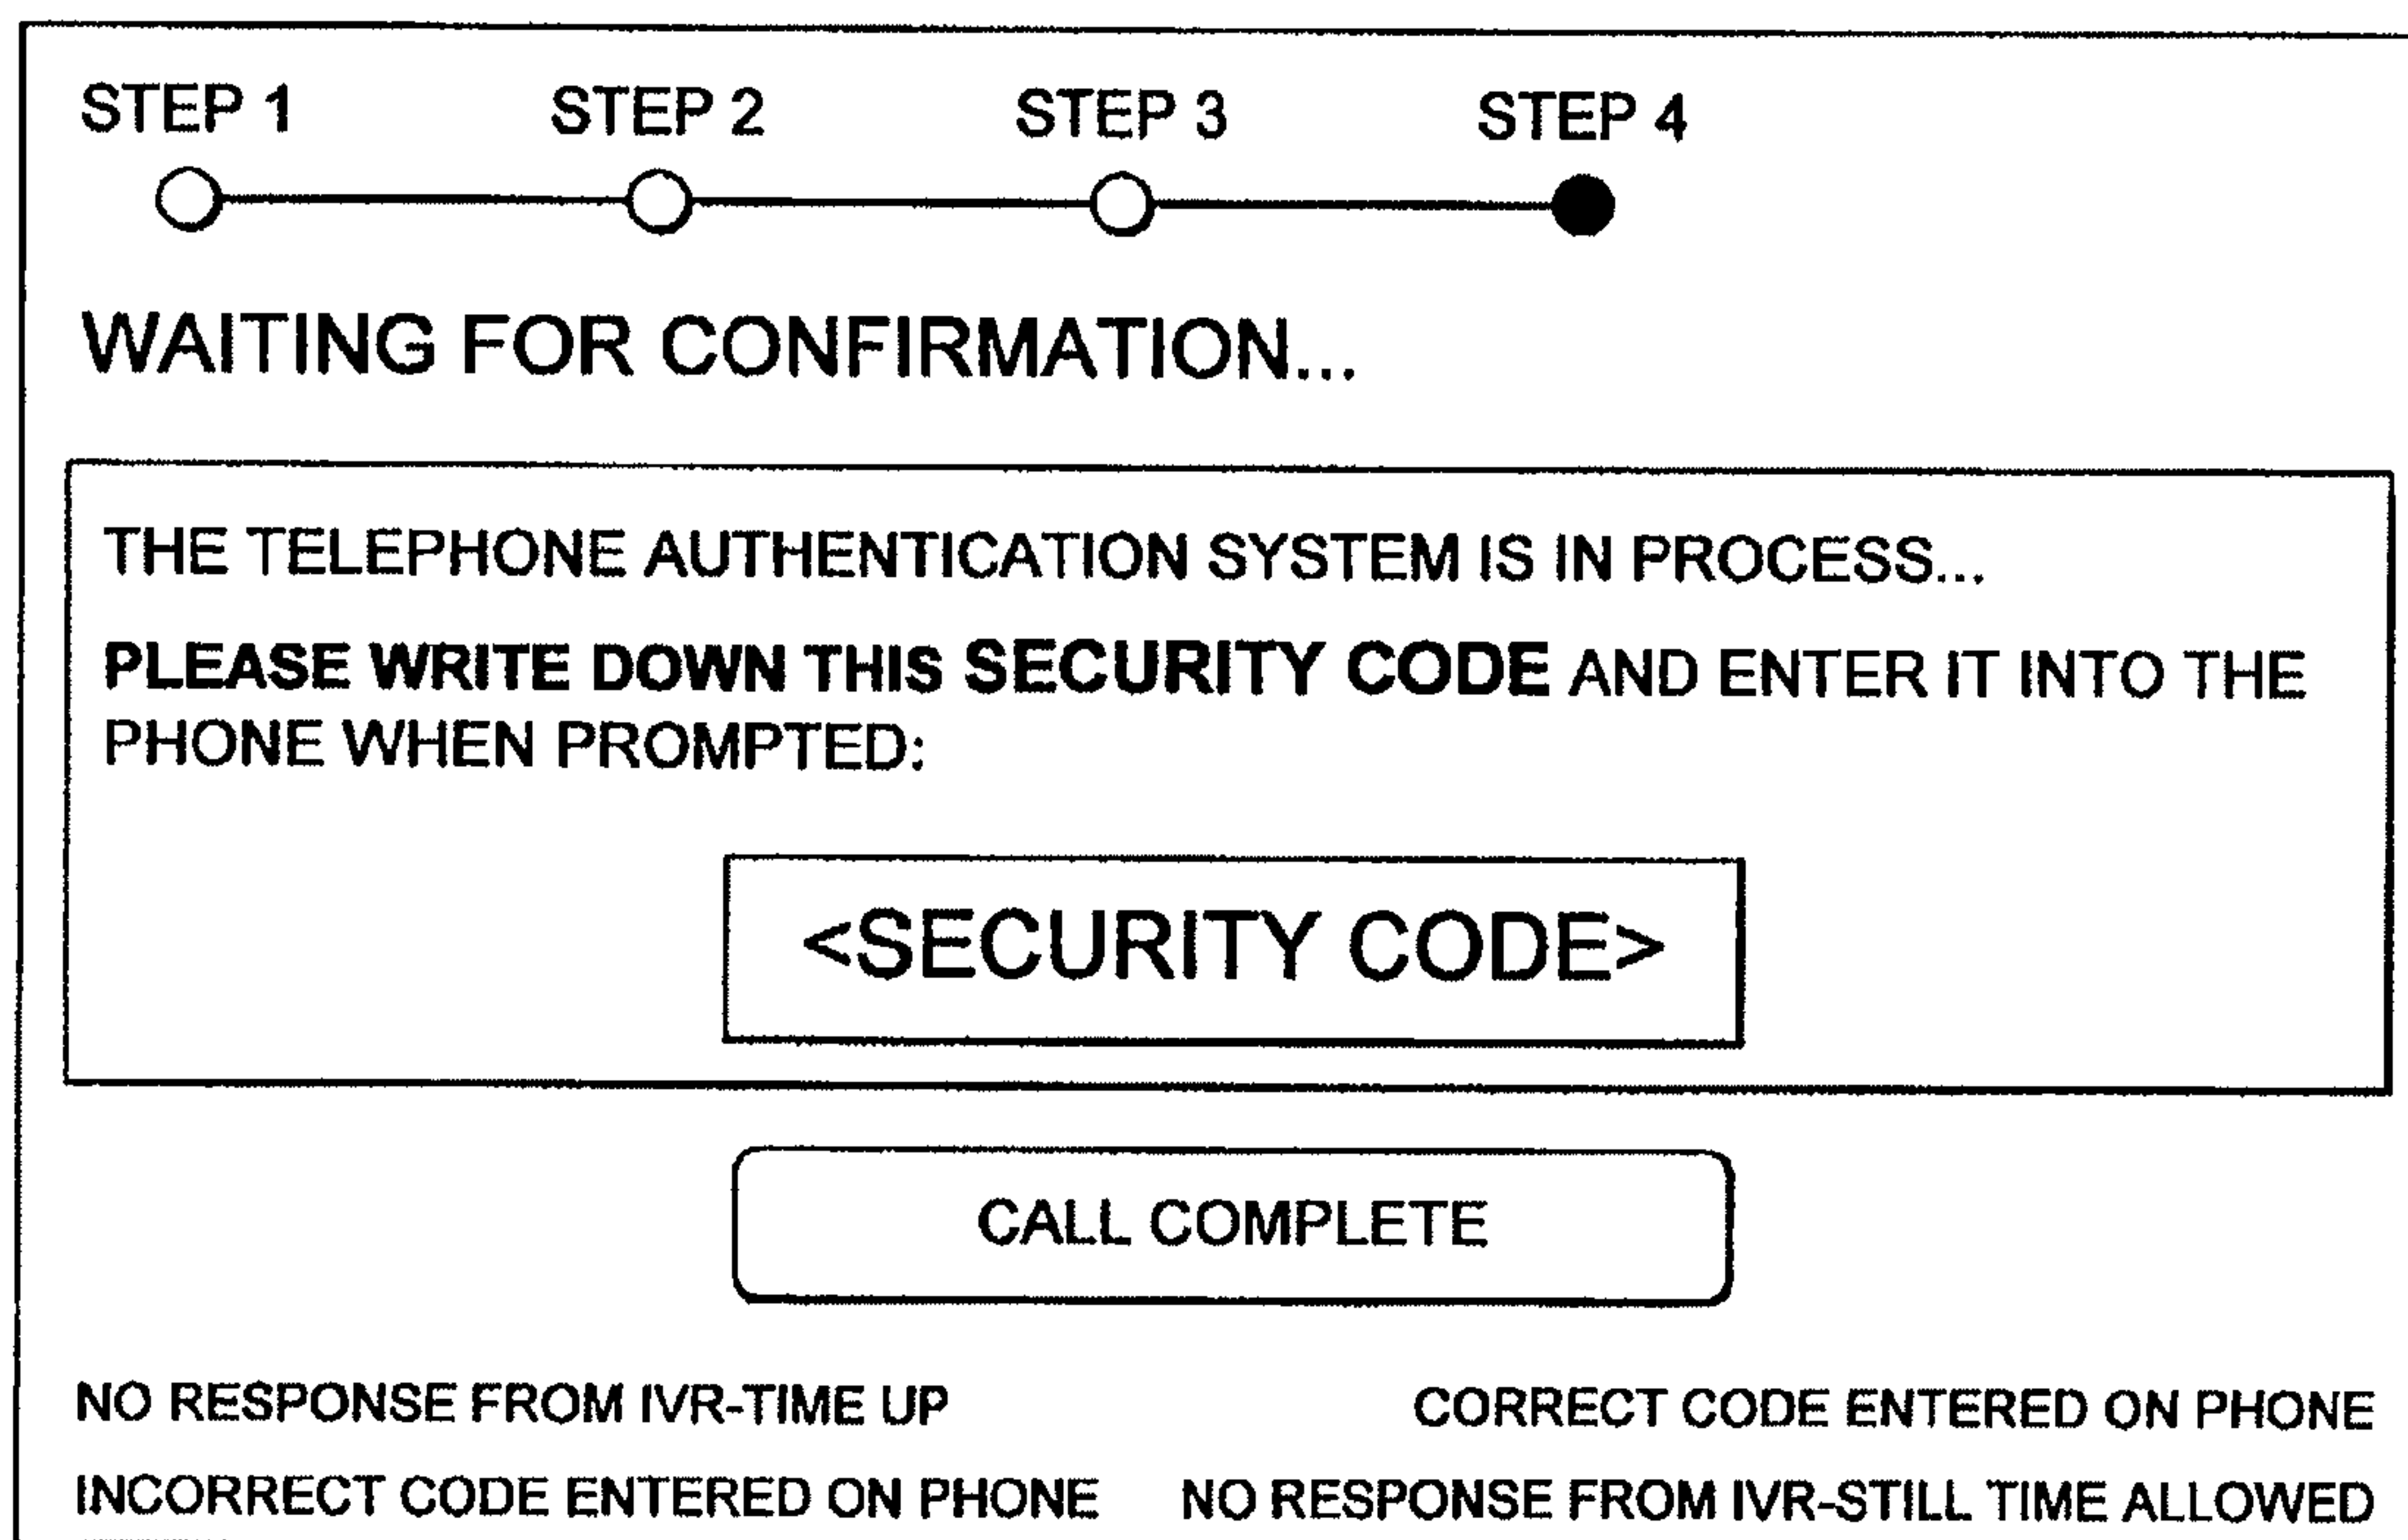 STEP 1 STEP 2 STEP 3 STEP 4
WAITING FOR CONFIRMATION...
THE TELEPHONE AUTHENTICATION SYSTEM IS IN PROCESS...
PLEASE WRITE DOWN THIS SECURITY CODE AND ENTER IT INTO THE
PHONE WHEN PROMPTED:
<SECURITY CODE>
CALL COMPLETE
NO RESPONSE FROM IVR-TIME UP CORRECT CODE ENTERED ON PHONE
INCORRECT CODE ENTERED ON PHONE NO RESPONSE FROM IVR-STILL TIME ALLOWED